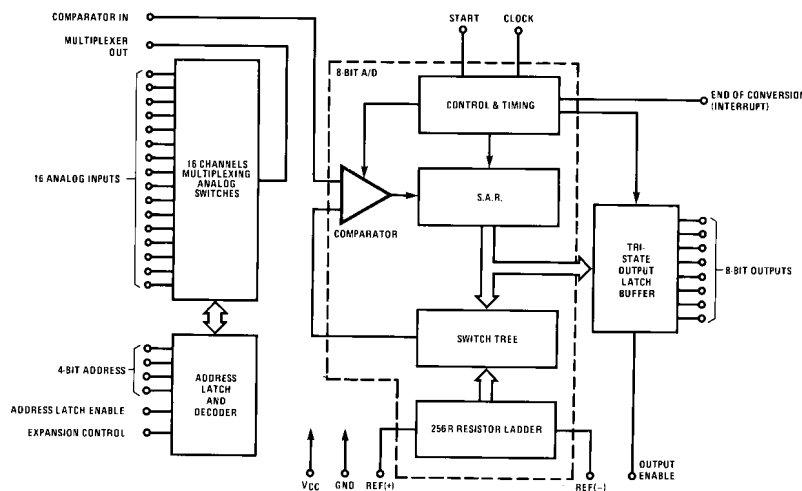 COMPARATOR IN
MULTIPLEXER
OUT
START
CLOCK
8-BIT A/D
CONTROL & TIMING
END OF CONVERSION
(INTERRUPT)
16 ANALOG INPUTS
16 CHANNELS
MULTIPLEXING
ANALOG
SWITCHES
S.A.R.
COMPARATOR
TRI-
STATE
OUTPUT
LATCH
BUFFER
8-BIT OUTPUTS
SWITCH TREE
4-BIT ADDRESS
ADDRESS
LATCH
AND
DECODER
ADDRESS LATCH ENABLE
EXPANSION CONTROL
256R RESISTOR LADDER
VCC
GND
REF(+)
REF(−)
OUTPUT
ENABLE